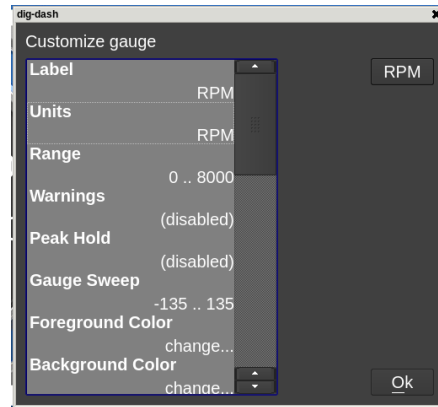 dig-dash
Customize gauge
Label
RPM
Units
RPM
Range
0 .. 8000
Warnings
(disabled)
Peak Hold
(disabled)
Gauge Sweep
-135 .. 135
Foreground Color
change...
Background Color
change...
RPM
Ok